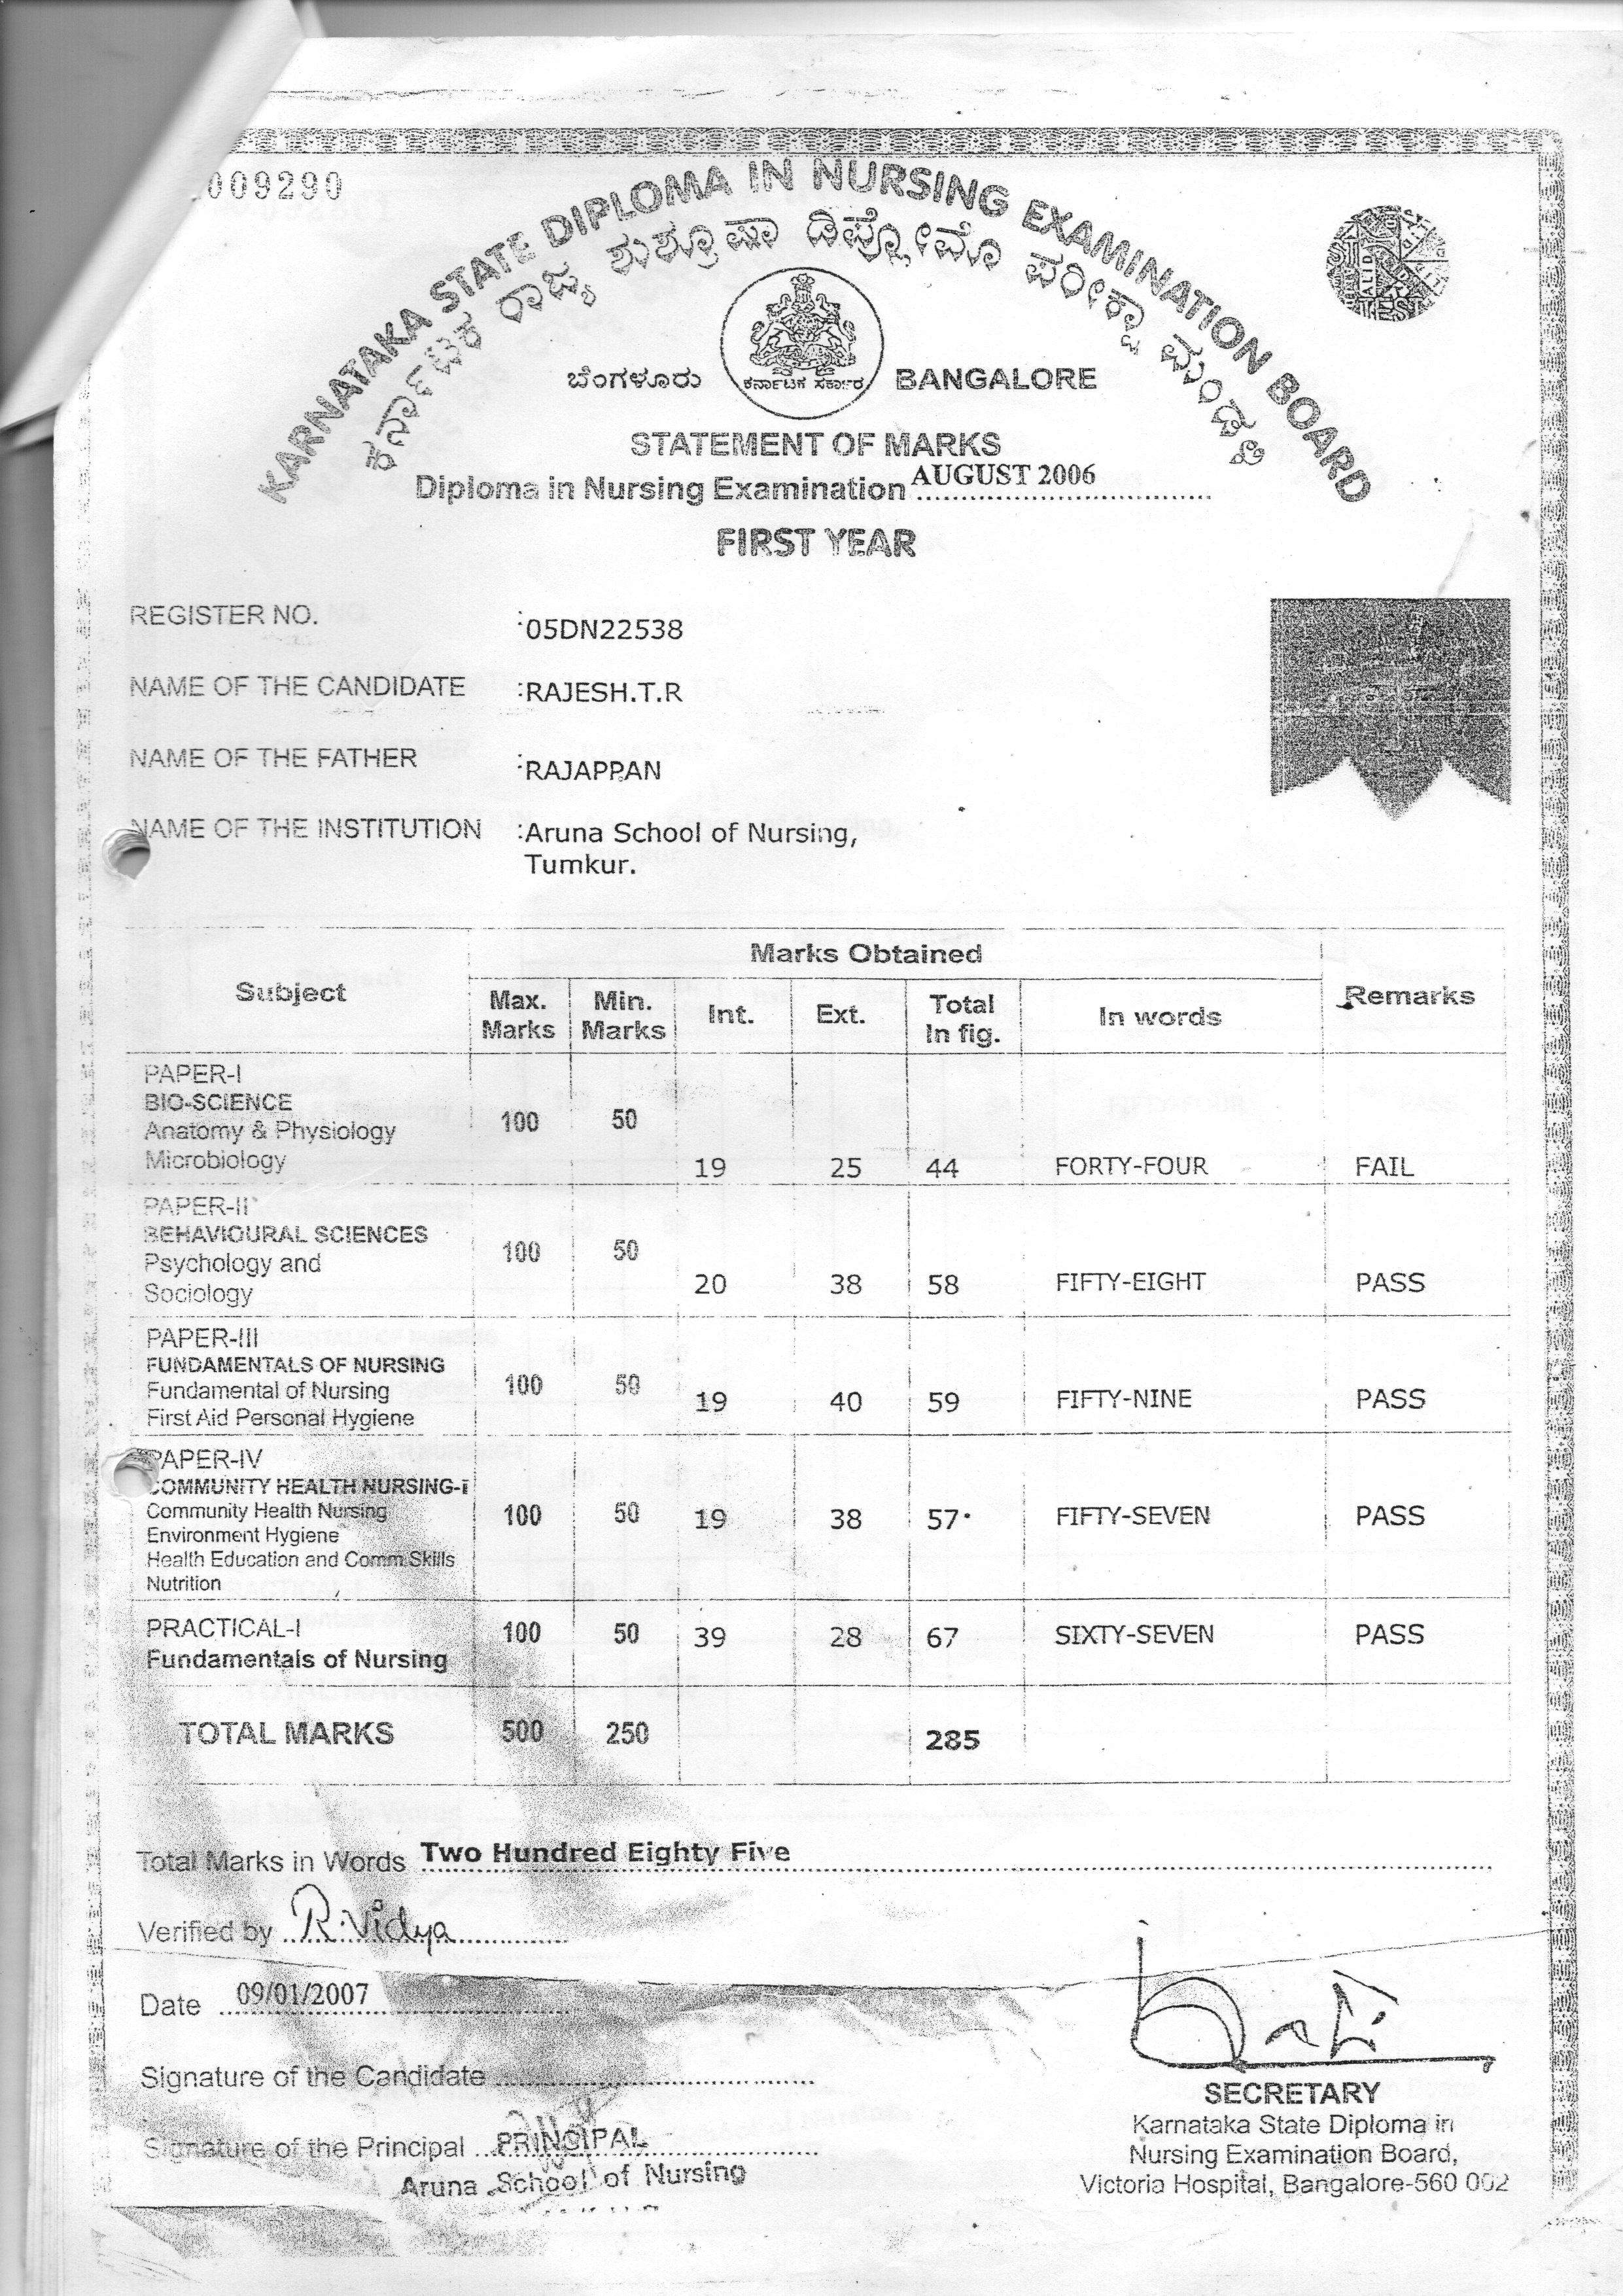 009290
KARNATAKA STATE DIPLOMA IN NURSING EXAMINATION BOARD
ಕರ್ನಾಟಕ ರಾಜ್ಯ ಶುಶ್ರೂಷಾ ಡಿಪ್ಲೋಮೊ ಪರೀಕ್ಷಾ ಮಂಡಳಿ
ಬೆಂಗಳೂರು ಕರ್ನಾಟಕ ಸರ್ಕಾರ BANGALORE
STATEMENT OF MARKS
Diploma in Nursing Examination AUGUST 2006
FIRST YEAR
REGISTER NO. :05DN22538
NAME OF THE CANDIDATE :RAJESH.T.R
NAME OF THE FATHER :RAJAPPAN
NAME OF THE INSTITUTION :Aruna School of Nursing,
Tumkur.
Marks Obtained
Subject Max. Marks Min. Marks Int. Ext. Total In fig. In words Remarks
PAPER-I
BIO-SCIENCE
Anatomy & Physiology 100 50
Microbiology 19 25 44 FORTY-FOUR FAIL
PAPER-II
BEHAVIOURAL SCIENCES
Psychology and 100 50
Sociology 20 38 58 FIFTY-EIGHT PASS
PAPER-III
FUNDAMENTALS OF NURSING
Fundamental of Nursing 100 50 19 40 59 FIFTY-NINE PASS
First Aid Personal Hygiene
PAPER-IV
COMMUNITY HEALTH NURSING-I
Community Health Nursing 100 50 19 38 57 FIFTY-SEVEN PASS
Environment Hygiene
Health Education and Comm.Skills
Nutrition
PRACTICAL-I 100 50 39 28 67 SIXTY-SEVEN PASS
Fundamentals of Nursing
TOTAL MARKS 500 250 285
Total Marks in Words Two Hundred Eighty Five
Verified by R.Vidya
Date 09/01/2007
Signature of the Candidate
Signature of the Principal PRINCIPAL
Aruna School of Nursing
SECRETARY
Karnataka State Diploma in
Nursing Examination Board,
Victoria Hospital, Bangalore-560 002